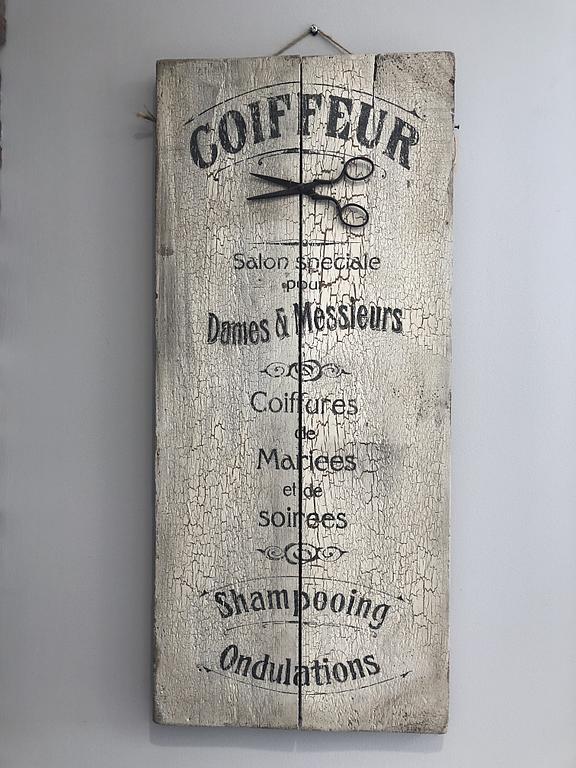 COIFFEUR
Salon speciale
pour
Dames & Messieurs
Coiffures
de
Mariees
et de
soirees
Shampooing
Ondulations